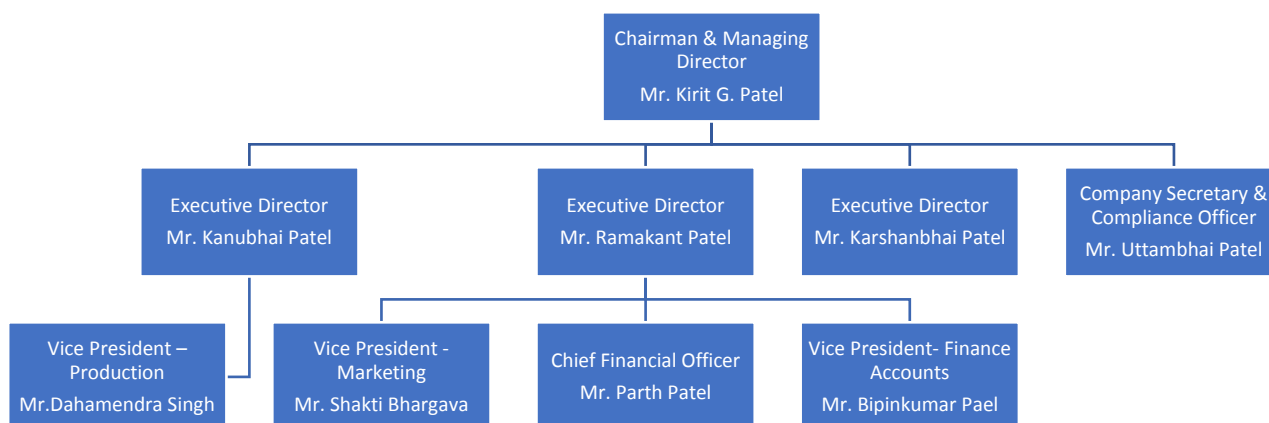 Chairman & Managing
Director
Mr. Kirit G. Patel
Executive Director
Mr. Kanubhai Patel
Executive Director
Mr. Ramakant Patel
Executive Director
Mr. Karshanbhai Patel
Company Secretary &
Compliance Officer
Mr. Uttambhai Patel
Vice President –
Production
Mr.Dahamendra Singh
Vice President -
Marketing
Mr. Shakti Bhargava
Chief Financial Officer
Mr. Parth Patel
Vice President- Finance
Accounts
Mr. Bipinkumar Pael